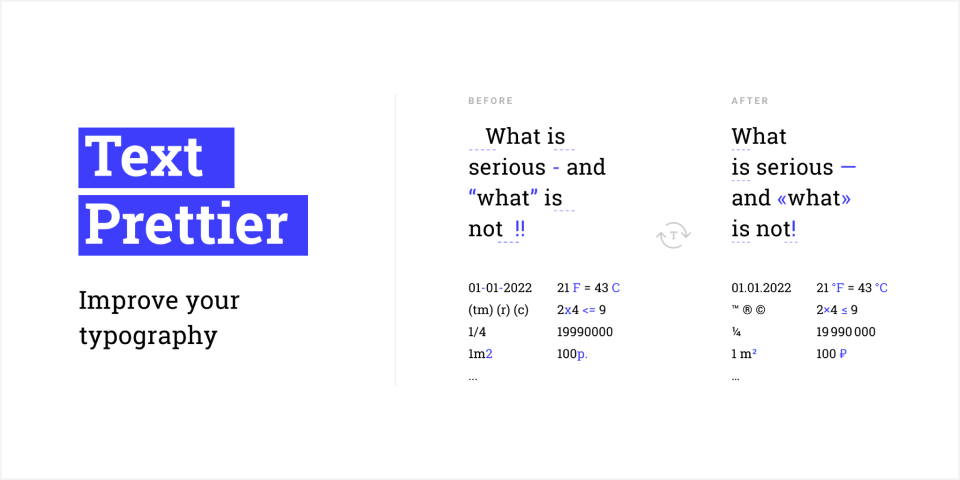 Text
Prettier
Improve your
typography
BEFORE
What is
serious - and
“what” is
not !!
01-01-2022 21 F = 43 C
(tm) (r) (c) 2x4 <= 9
1/4 19990000
1m2 100p.
...
T
AFTER
What
is serious —
and «what»
is not!
01.01.2022 21 °F = 43 °C
™ ® © 2×4 ≤ 9
¼ 19 990 000
1 m² 100 ₽
…